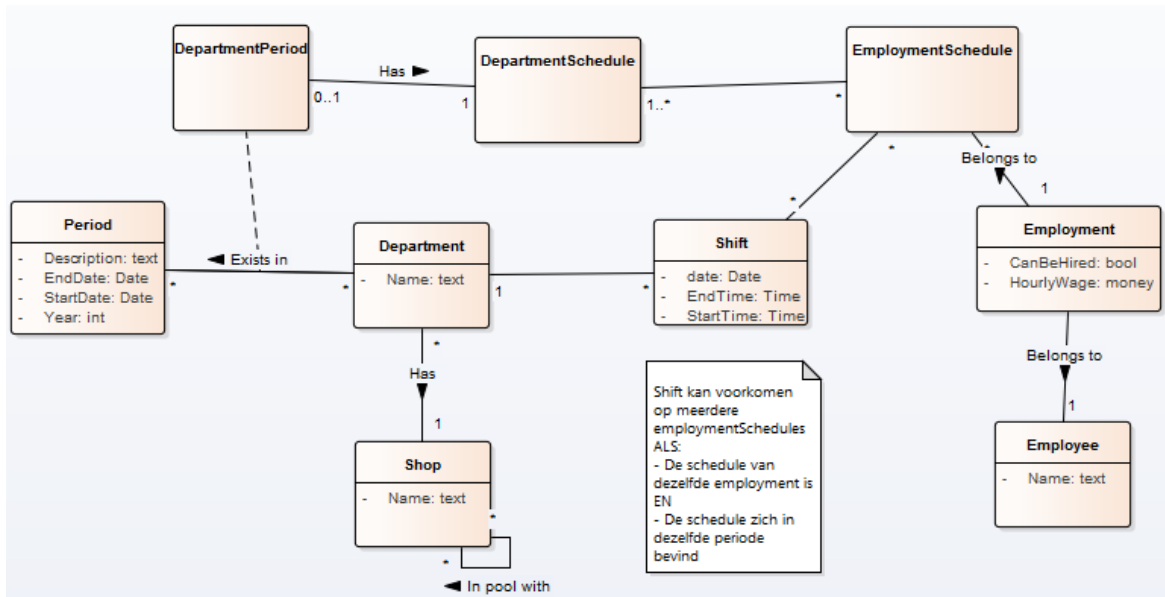 DepartmentPeriod
DepartmentSchedule
EmploymentSchedule
Has
0..1
1
1..*
*
*
*
Belongs to
*
1
Period
- Description: text
- EndDate: Date
- StartDate: Date
- Year: int
Exists in
*
*
Department
- Name: text
1
*
Shift
- date: Date
- EndTime: Time
- StartTime: Time
Employment
- CanBeHired: bool
- HourlyWage: money
*
Has
1
Belongs to
1
Shop
- Name: text
*
*
In pool with
Shift kan voorkomen
op meerdere
employmentSchedules
ALS:
- De schedule van
dezelfde employment is
EN
- De schedule zich in
dezelfde periode
bevind
Employee
- Name: text